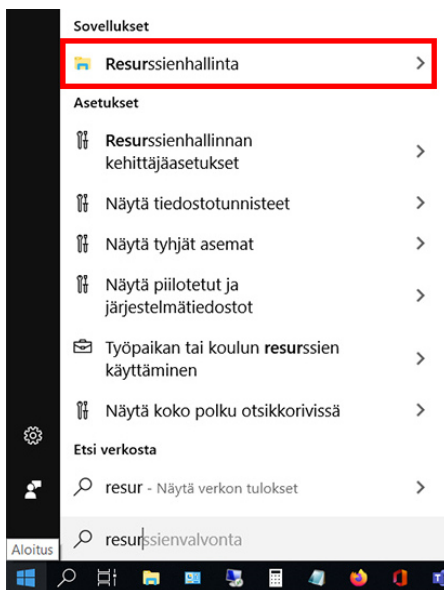 Sovellukset
Resurssienhallinta
Asetukset
Resurssienhallinnan
kehittäjäasetukset
Näytä tiedostotunnisteet
Näytä tyhjät asemat
Näytä piilotetut ja
järjestelmätiedostot
Työpaikan tai koulun resurssien
käyttäminen
Näytä koko polku otsikkorivissä
Etsi verkosta
resur - Näytä verkon tulokset
resurssienvalvonta
Aloitus